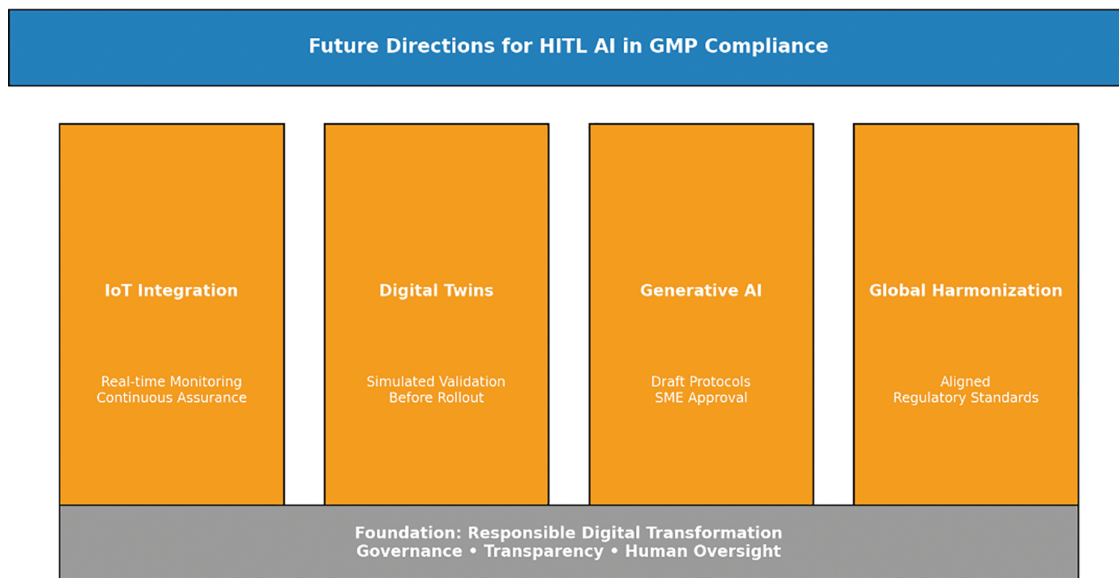 Future Directions for HITL AI in GMP Compliance
IoT Integration
Real-time Monitoring
Continuous Assurance
Digital Twins
Simulated Validation
Before Rollout
Generative AI
Draft Protocols
SME Approval
Global Harmonization
Aligned
Regulatory Standards
Foundation: Responsible Digital Transformation
Governance • Transparency • Human Oversight